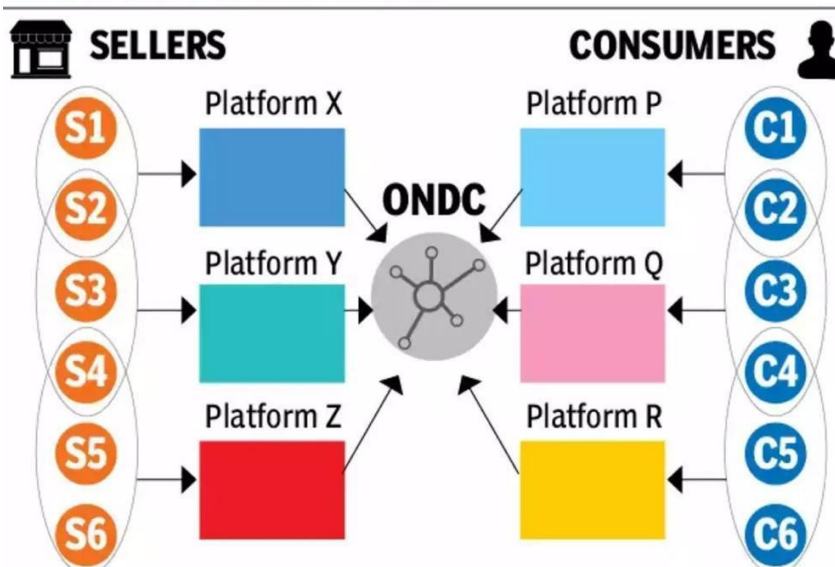 SELLERS
CONSUMERS
Platform X
Platform P
S1
C1
ONDC
S2
C2
Platform Y
Platform Q
S3
C3
S4
C4
Platform Z
Platform R
S5
C5
S6
C6